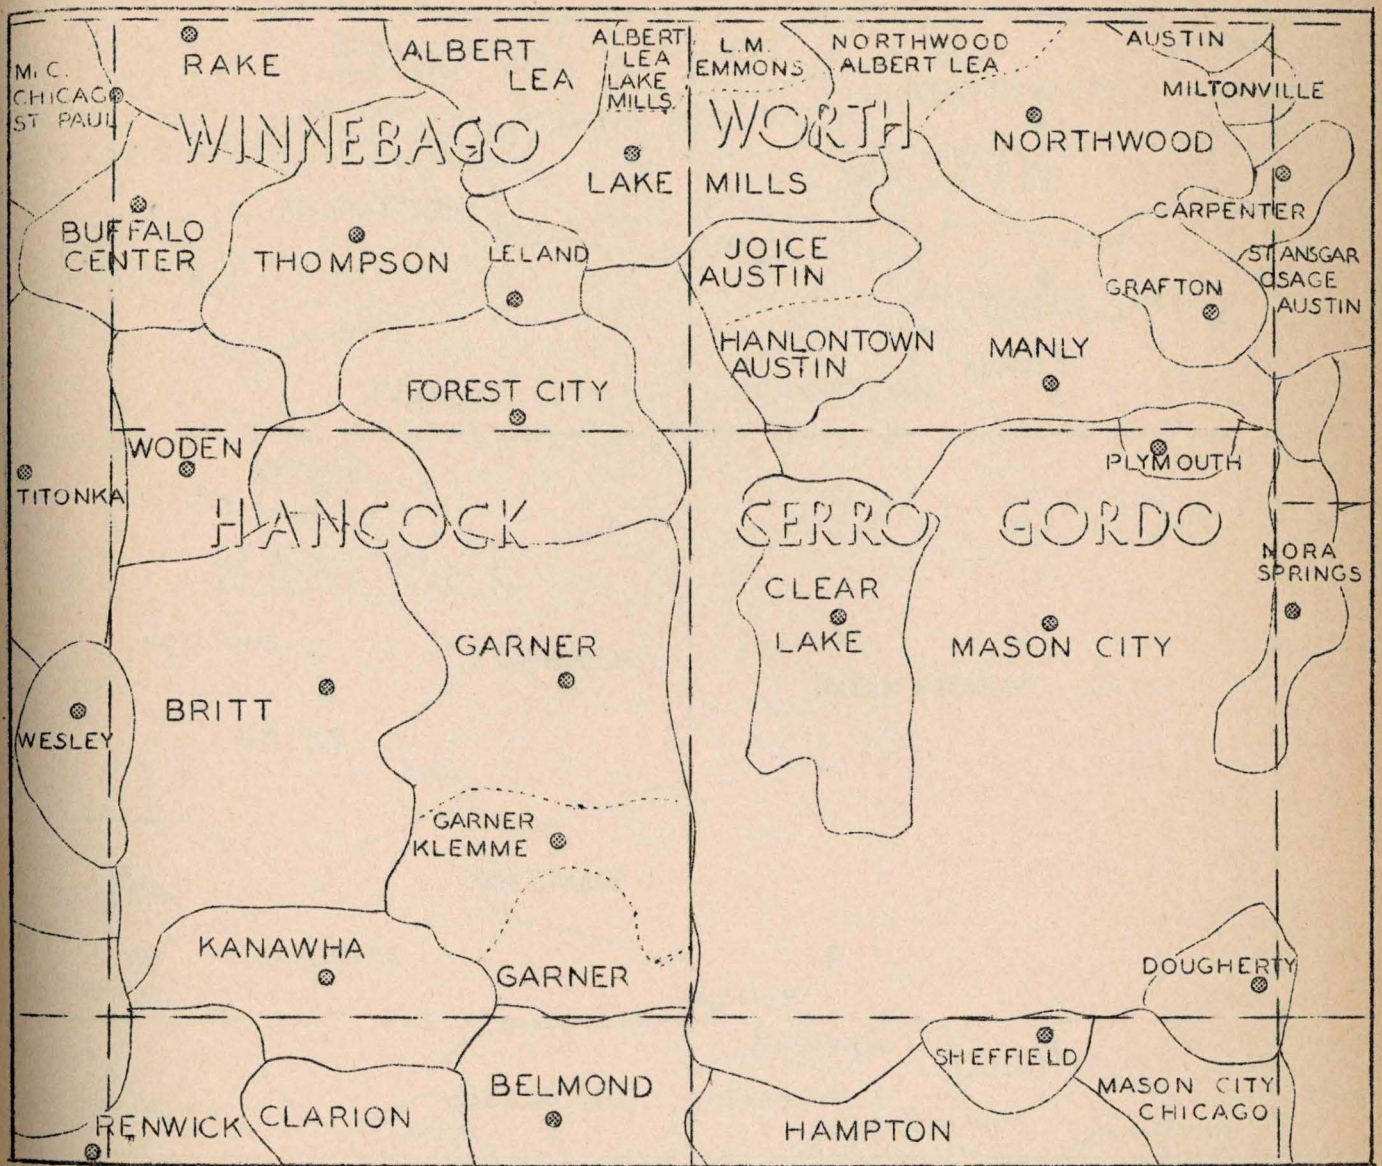 RAKE
ALBERT
LEA
ALBERT
LEA
LAKE
MILLS
L.M.
EMMONS
NORTHWOOD
ALBERT LEA
AUSTIN
MILTONVILLE
M. C.
CHICAGO
ST PAUL
WINNEBAGO
WORTH
NORTHWOOD
LAKE MILLS
CARPENTER
BUFFALO
CENTER
THOMPSON
LELAND
JOICE
AUSTIN
ST ANSGAR
OSAGE
AUSTIN
GRAFTON
HANLONTOWN
AUSTIN
MANLY
FOREST CITY
WODEN
PLYMOUTH
TITONKA
HANCOCK
CERRO GORDO
NORA
SPRINGS
CLEAR
LAKE
MASON CITY
GARNER
BRITT
WESLEY
GARNER
KLEMME
KANAWHA
GARNER
DOUGHERTY
SHEFFIELD
BELMOND
MASON CITY
CHICAGO
RENWICK
CLARION
HAMPTON